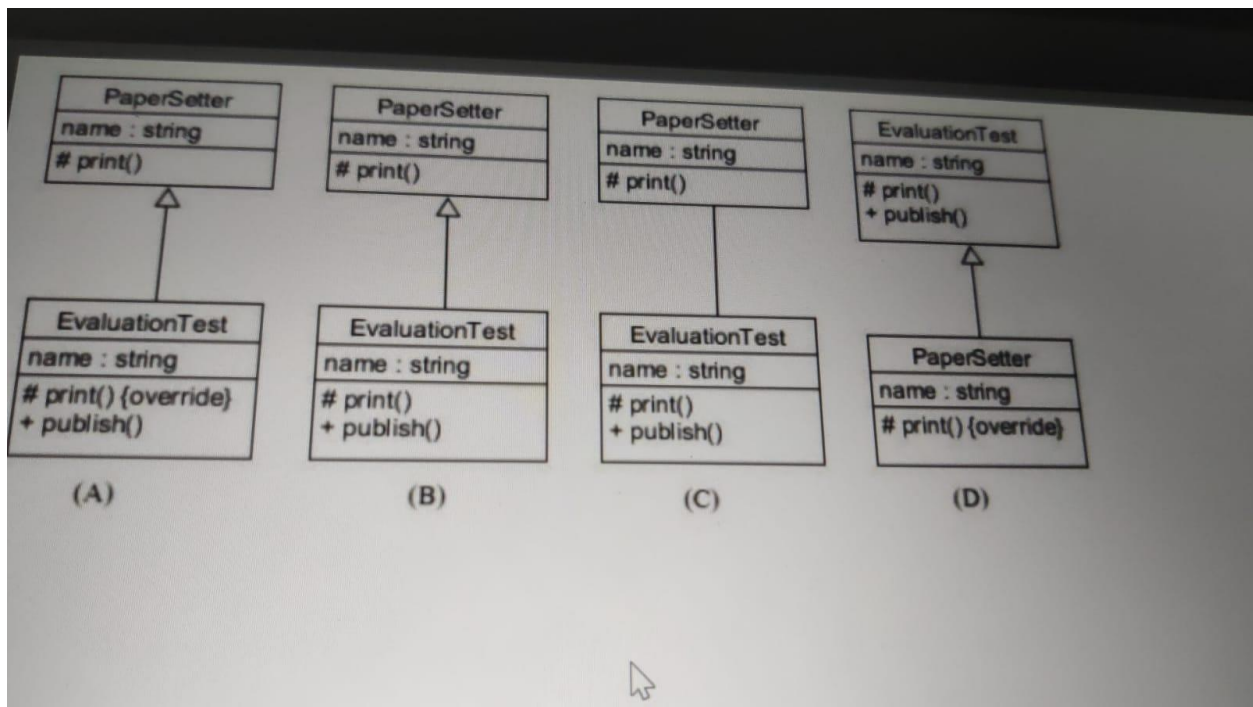 PaperSetter
name : string
# print()
EvaluationTest
name : string
# print() {override}
+ publish()
(A)
PaperSetter
name : string
# print()
EvaluationTest
name : string
# print()
+ publish()
(B)
PaperSetter
name : string
# print()
EvaluationTest
name : string
# print()
+ publish()
(C)
EvaluationTest
name : string
# print()
+ publish()
PaperSetter
name : string
# print() {override}
(D)